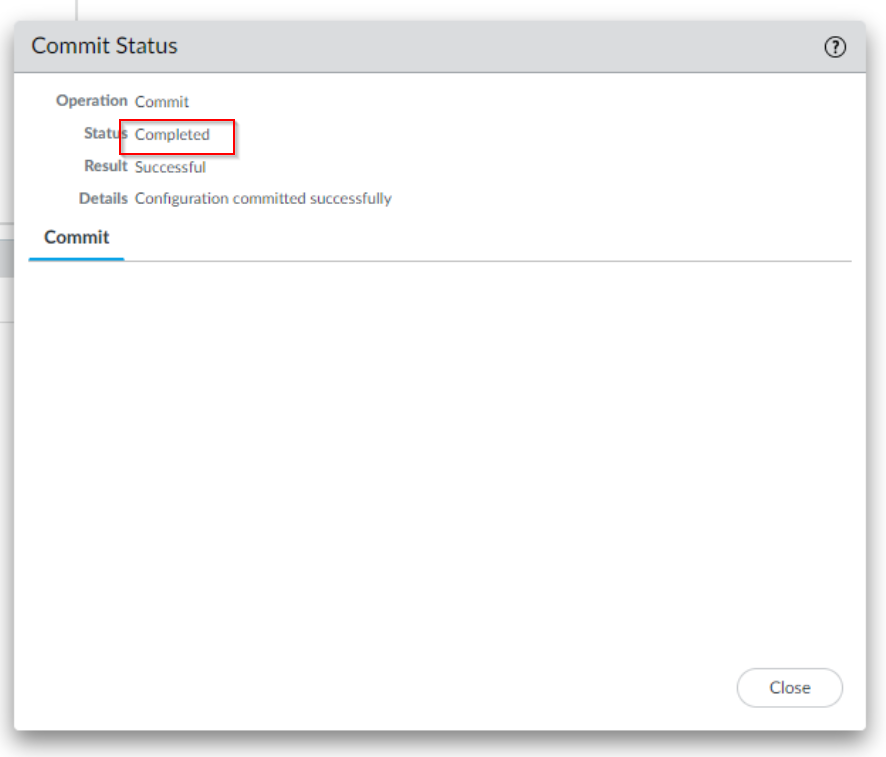 Commit Status
?
Operation Commit
Status Completed
Result Successful
Details Configuration committed successfully
Commit
Close